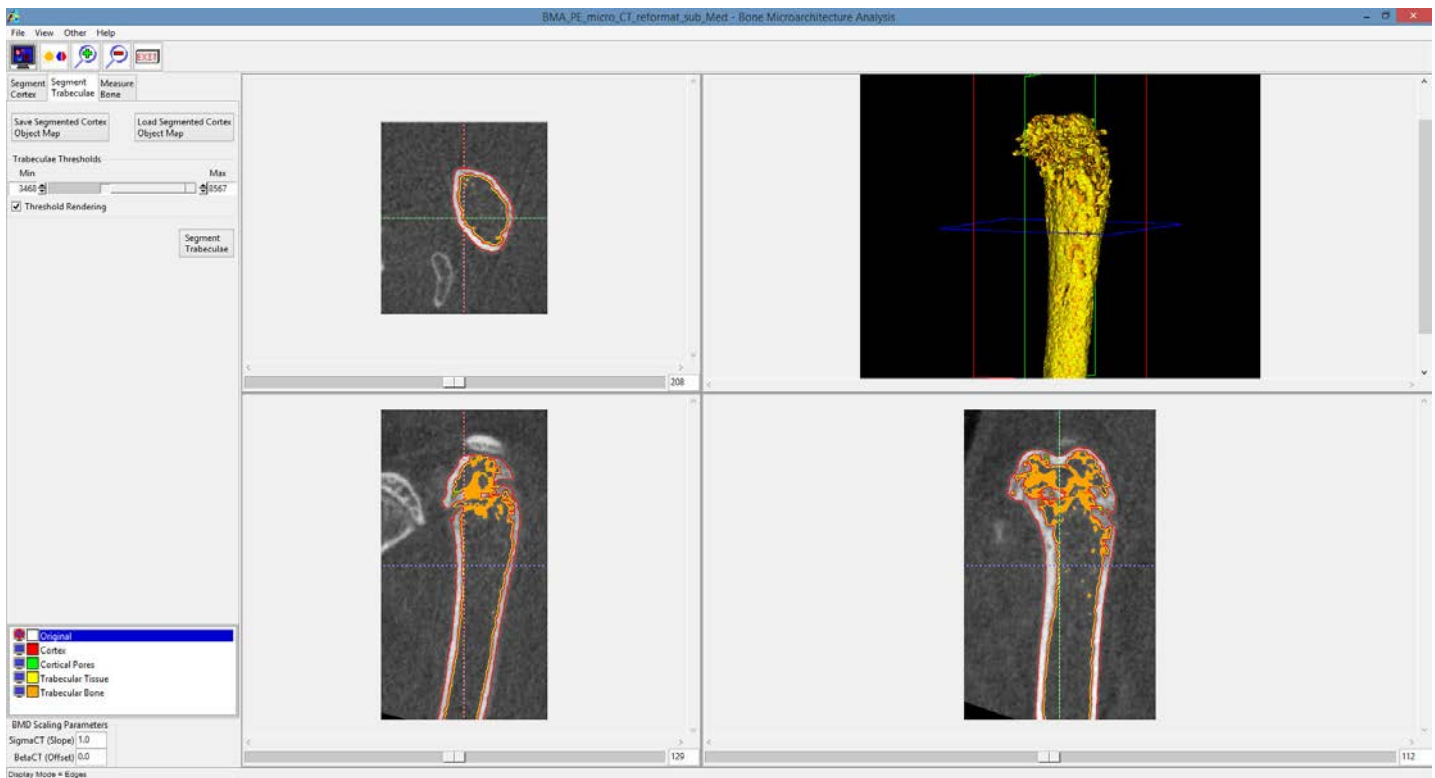 BMA_PE_micro_CT_reformat_sub_Med - Bone Microarchitecture Analysis
File View Other Help
EXIT
Segment Cortex
Segment Trabeculae
Measure Bone
Save Segmented Cortex Object Map
Load Segmented Cortex Object Map
Trabeculae Thresholds
Min Max
3468 8567
Threshold Rendering
Segment Trabeculae
208
Original
Cortex
Cortical Pores
Trabecular Tissue
Trabecular Bone
BMD Scaling Parameters
SigmaCT (Slope) 1.0
BetaCT (Offset) 0.0
129
112
Display Mode = Edges